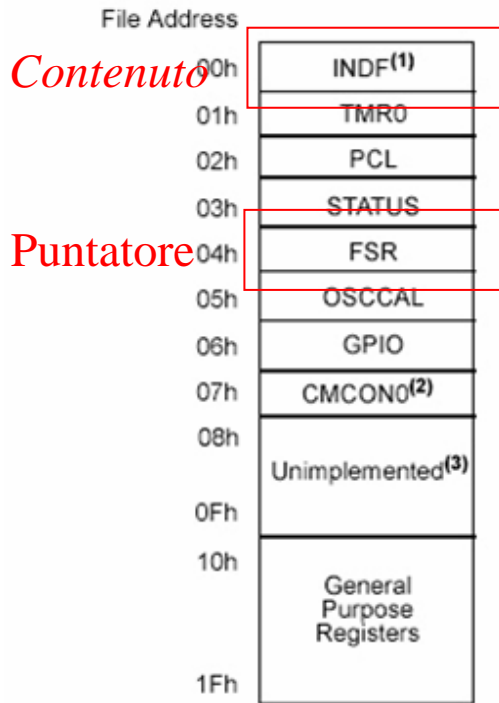 File Address
Contenuto 00h INDF(1)
01h TMR0
02h PCL
03h STATUS
Puntatore 04h FSR
05h OSCCAL
06h GPIO
07h CMCON0(2)
08h
Unimplemented(3)
0Fh
10h
General
Purpose
Registers
1Fh